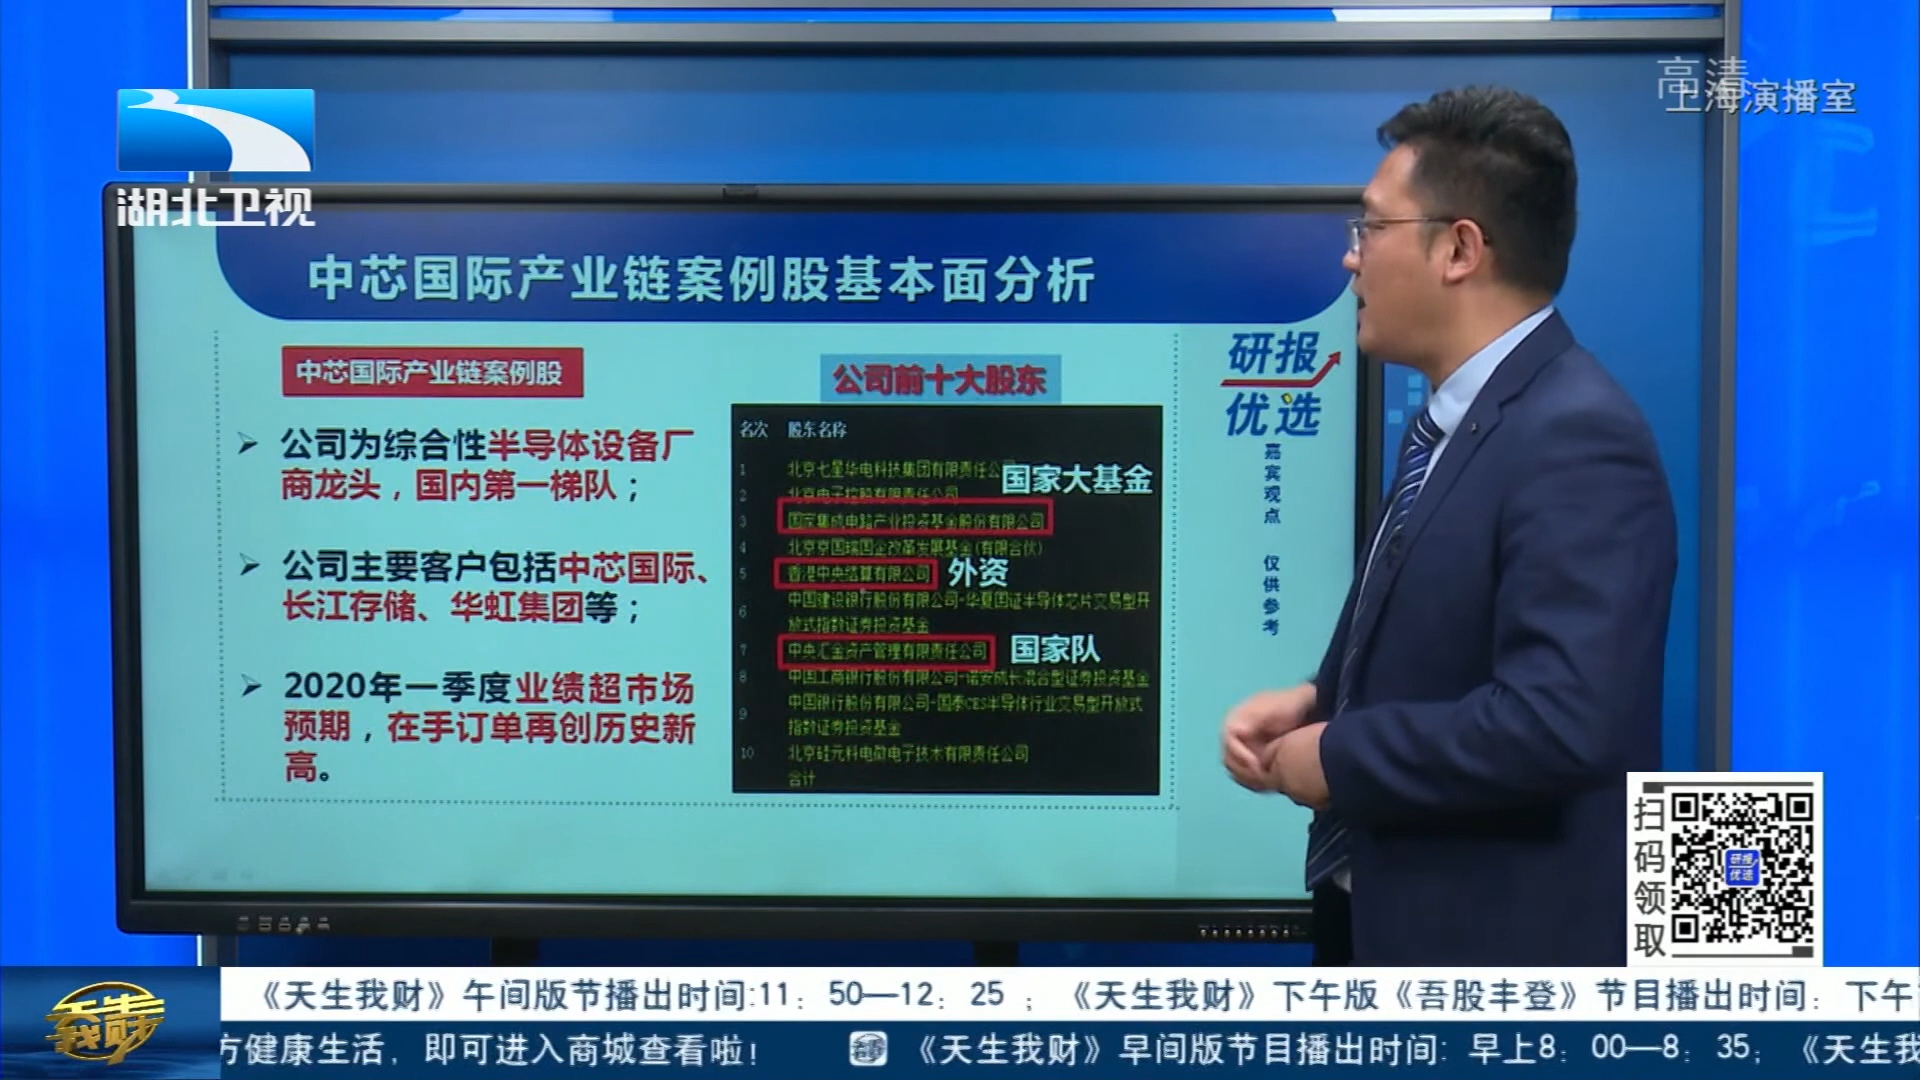 高清
上海演播室
湖北卫视
中芯国际产业链案例股基本面分析
中芯国际产业链案例股
公司为综合性半导体设备厂
商龙头，国内第一梯队；
公司主要客户包括中芯国际、
长江存储、华虹集团等；
2020年一季度业绩超市场
预期，在手订单再创历史新
高。
公司前十大股东
名次 股东名称
1 北京七星华电科技集团有限责任公
国家大基金
2 北京电子控股有限责任公司
3 国家集成电路产业投资基金股份有限公司
4 北京京国瑞国企改革发展基金(有限合伙)
5 香港中央结算有限公司
外资
6 中国建设银行股份有限公司-华夏国证半导体芯片交易型开
放式指数证券投资基金
7 中央汇金资产管理有限责任公司
国家队
8 中国工商银行股份有限公司-诺安成长混合型证券投资基金
9 中国银行股份有限公司-国泰CES半导体行业交易型开放式
指数证券投资基金
10 北京硅元科电微电子技术有限责任公司
合计
研报
优选
嘉宾观点 仅供参考
扫码领取
研报
优选
天生我财
《天生我财》午间版节播出时间:11：50—12：25；《天生我财》下午版《吾股丰登》节目播出时间：下午
方健康生活，即可进入商城查看啦！ 《天生我财》早间版节目播出时间：早上8：00—8：35；《天生我